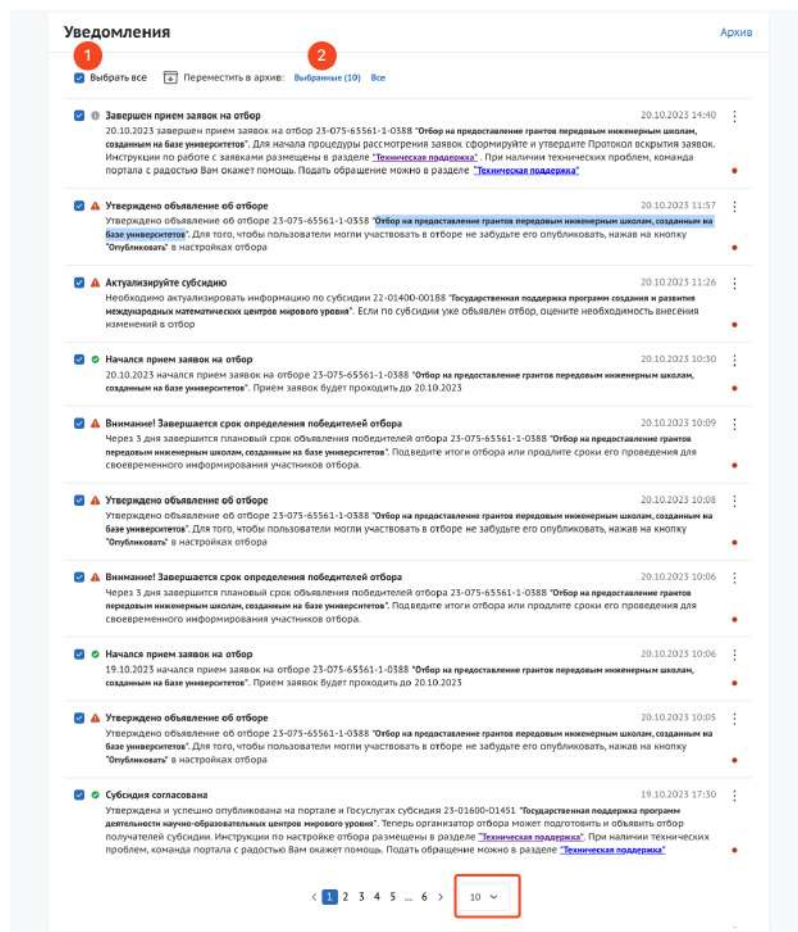 Уведомления
Архив
1
2
Выбрать все
Переместить в архив: Выбранные (10) Все
Завершен прием заявок на отбор
20.10.2023 14:40
20.10.2023 завершен прием заявок на отбор 23-075-65561-1-0388 "Отбор на предоставление грантов передовым инженерным школам,
созданным на базе университетов". Для начала процедуры рассмотрения заявок сформируйте и утвердите Протокол вскрытия заявок.
Инструкции по работе с заявками размещены в разделе "Техническая поддержка" . При наличии технических проблем, команда
портала с радостью Вам окажет помощь. Подать обращение можно в разделе "Техническая поддержка"
Утверждено объявление об отборе
20.10.2023 11:57
Утверждено объявление об отборе 23-075-65561-1-0358 "Отбор на предоставление грантов передовым инженерным школам, созданным на
базе университетов". Для того, чтобы пользователи могли участвовать в отборе не забудьте его опубликовать, нажав на кнопку
"Опубликовать" в настройках отбора
Актуализируйте субсидию
20.10.2023 11:26
Необходимо актуализировать информацию по субсидии 22-01400-00188 "Государственная поддержка программ создания и развития
международных математических центров мирового уровня". Если по субсидии уже объявлен отбор, оцените необходимость внесения
изменений в отбор
Начался прием заявок на отбор
20.10.2023 10:30
20.10.2023 начался прием заявок на отборе 23-075-65561-1-0388 "Отбор на предоставление грантов передовым инженерным школам,
созданным на базе университетов". Прием заявок будет проходить до 20.10.2023
Внимание! Завершается срок определения победителей отбора
20.10.2023 10:09
Через 3 дня завершится плановый срок объявления победителей отбора 23-075-65561-1-0388 "Отбор на предоставление грантов
передовым инженерным школам, созданным на базе университетов". Подведите итоги отбора или продлите сроки его проведения для
своевременного информирования участников отбора.
Утверждено объявление об отборе
20.10.2023 10:08
Утверждено объявление об отборе 23-075-65561-1-0388 "Отбор на предоставление грантов передовым инженерным школам, созданным на
базе университетов". Для того, чтобы пользователи могли участвовать в отборе не забудьте его опубликовать, нажав на кнопку
"Опубликовать" в настройках отбора
Внимание! Завершается срок определения победителей отбора
20.10.2023 10:06
Через 3 дня завершится плановый срок объявления победителей отбора 23-075-65561-1-0388 "Отбор на предоставление грантов
передовым инженерным школам, созданным на базе университетов". Подведите итоги отбора или продлите сроки его проведения для
своевременного информирования участников отбора.
Начался прием заявок на отбор
20.10.2023 10:06
19.10.2023 начался прием заявок на отборе 23-075-65561-1-0388 "Отбор на предоставление грантов передовым инженерным школам,
созданным на базе университетов". Прием заявок будет проходить до 20.10.2023
Утверждено объявление об отборе
20.10.2023 10:05
Утверждено объявление об отборе 23-075-65561-1-0388 "Отбор на предоставление грантов передовым инженерным школам, созданным на
базе университетов". Для того, чтобы пользователи могли участвовать в отборе не забудьте его опубликовать, нажав на кнопку
"Опубликовать" в настройках отбора
Субсидия согласована
19.10.2023 17:30
Утверждена и успешно опубликована на портале и Госуслугах субсидия 23-01600-01451 "Государственная поддержка программ
деятельности научно-образовательных центров мирового уровня". Теперь организатор отбора может подготовить и объявить отбор
получателей субсидии. Инструкции по настройке отбора размещены в разделе "Техническая поддержка". При наличии технических
проблем, команда портала с радостью Вам окажет помощь. Подать обращение можно в разделе "Техническая поддержка"
< 1 2 3 4 5 ... 6 > 10